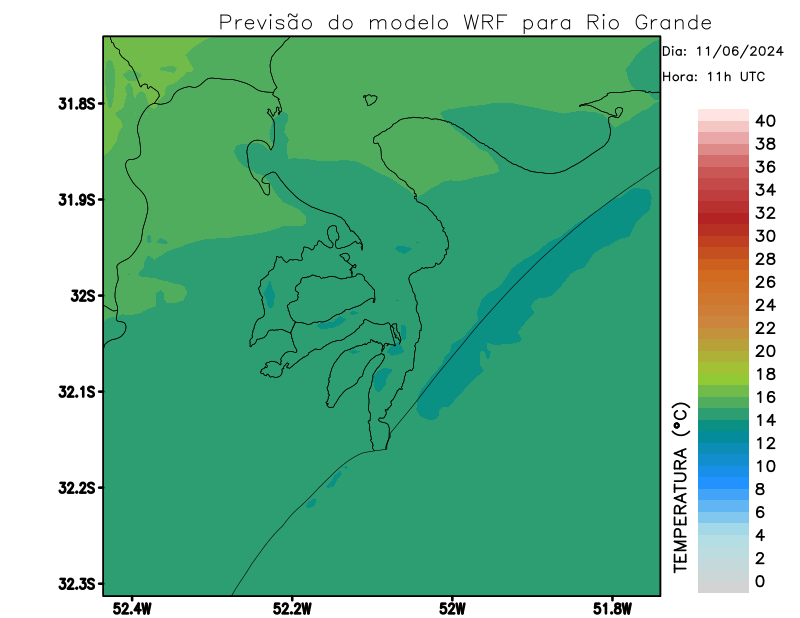 Previsão do modelo WRF para Rio Grande
Dia: 11/06/2024
Hora: 11h UTC
31.8S
31.9S
32S
32.1S
32.2S
32.3S
52.4W
52.2W
52W
51.8W
TEMPERATURA (°C)
40
38
36
34
32
30
28
26
24
22
20
18
16
14
12
10
8
6
4
2
0